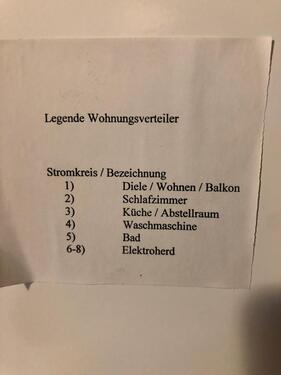 Legende Wohnungsverteiler
Stromkreis / Bezeichnung
1) Diele / Wohnen / Balkon
2) Schlafzimmer
3) Küche / Abstellraum
4) Waschmaschine
5) Bad
6-8) Elektroherd